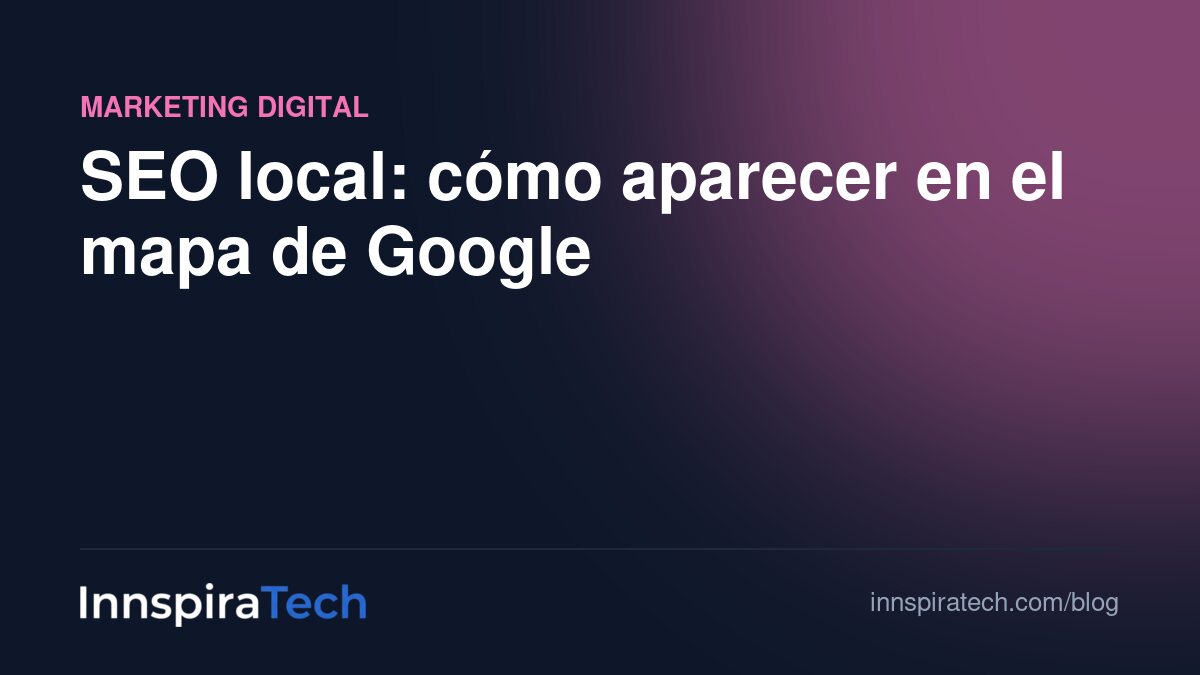 MARKETING DIGITAL
SEO local: cómo aparecer en el
mapa de Google
InnspiraTech
innspiratech.com/blog